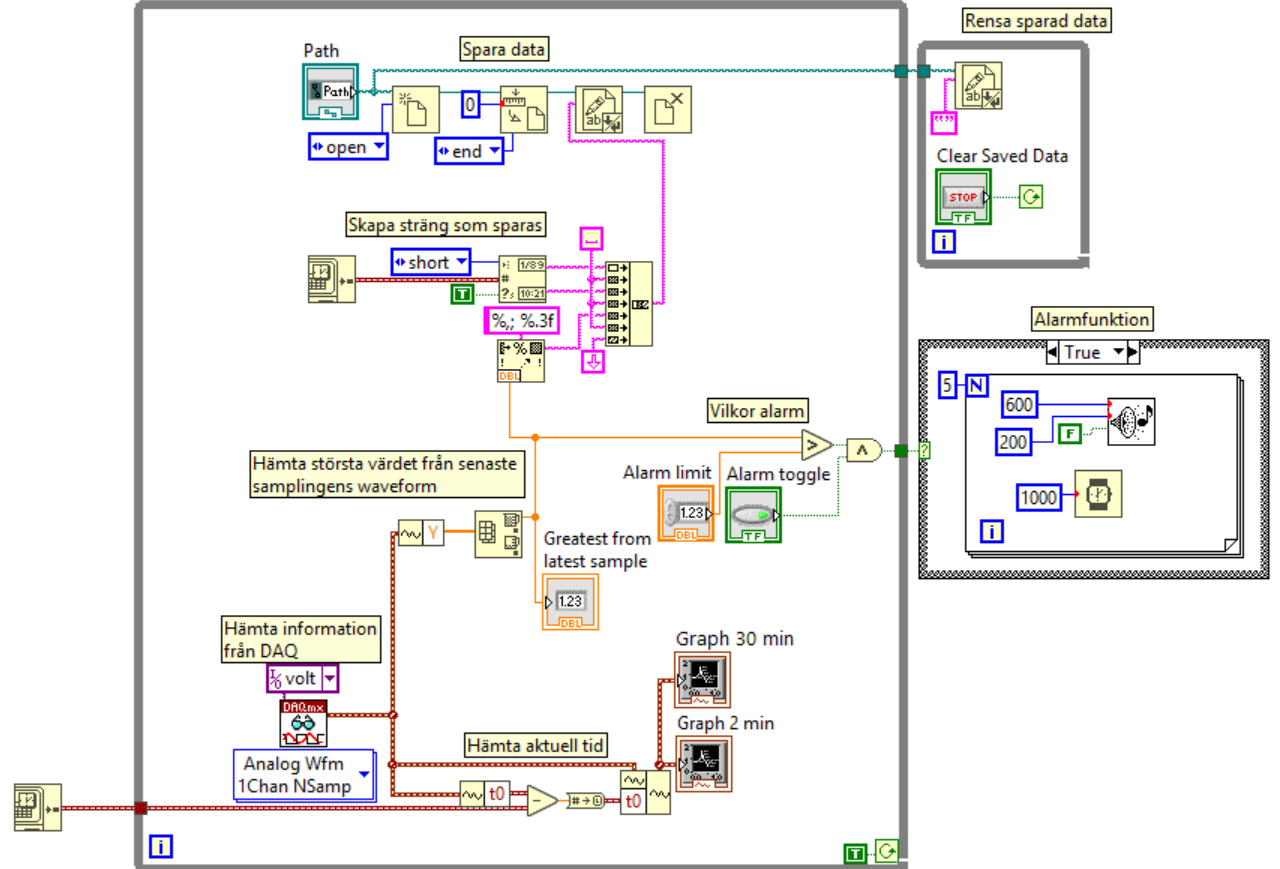 Rensa sparad data
Path
Spara data
Path
0
ab
open
end
ab
""
Clear Saved Data
STOP
TF
i
Skapa sträng som sparas
short
1/89
#
T
?
10:21
%,; %.3f
%
DBL
Alarmfunktion
True
5
N
600
200
F
1000
i
Vilkor alarm
>
∧
?
Hämta största värdet från senaste
samplingens waveform
Alarm limit
Alarm toggle
1.23
DBL
TF
Y
Greatest from
latest sample
1.23
DBL
Hämta information
från DAQ
I/O volt
DAQmx
Analog Wfm
1Chan NSamp
Graph 30 min
Graph 2 min
Hämta aktuell tid
t0
-
t0
i
T